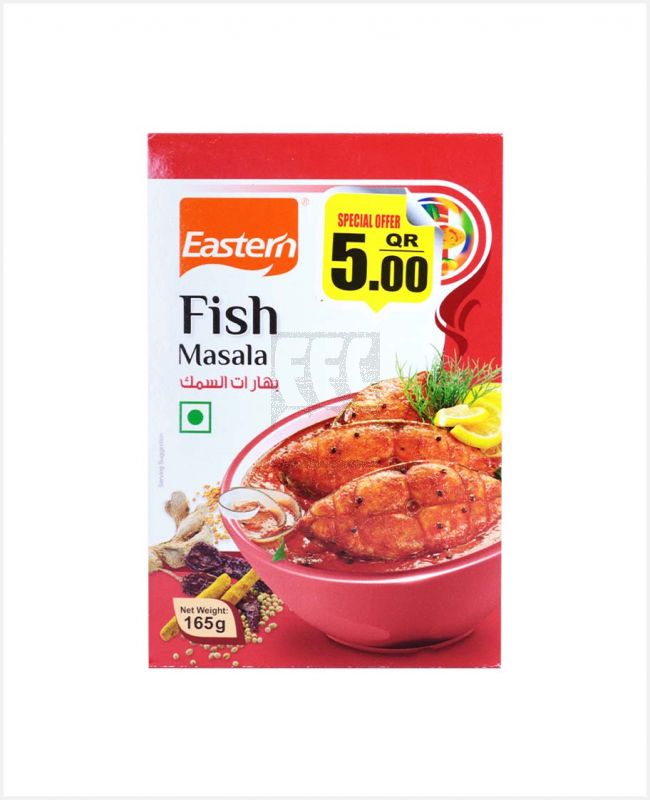 Eastern
®
SPECIAL OFFER
QR
5.00
Fish
Masala
بهارات السمك
Serving Suggestion
Net Weight:
165g